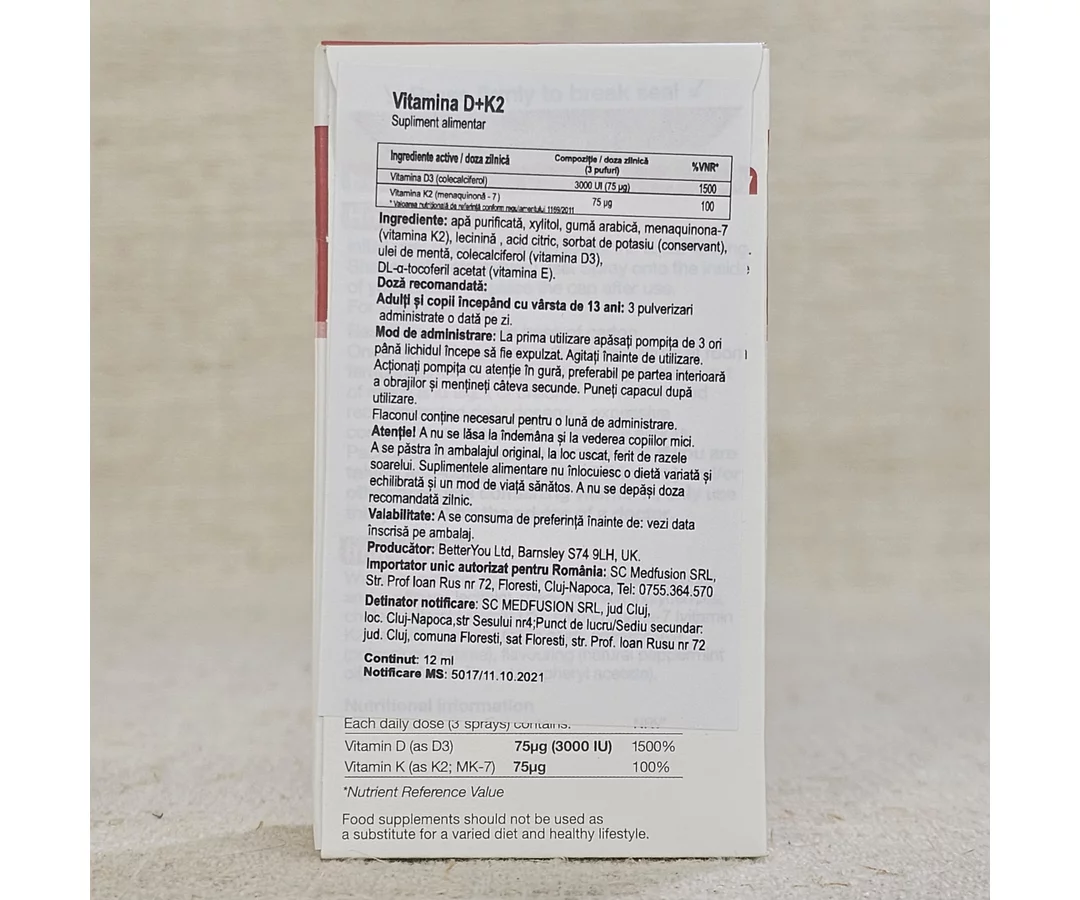 Vitamina D+K2
Supliment alimentar
Ingrediente active / doza zilnică Compoziție / doza zilnică (3 pufuri) %VNR*
Vitamina D3 (colecalciferol) 3000 UI (75 µg) 1500
Vitamina K2 (menaquinonă - 7) 75 µg 100
* Valoarea nutrițională de referință conform regulamentului 1169/2011
Ingrediente: apă purificată, xylitol, gumă arabică, menaquinona-7
(vitamina K2), lecinină , acid citric, sorbat de potasiu (conservant),
ulei de mentă, colecalciferol (vitamina D3),
DL-α-tocoferil acetat (vitamina E).
Doză recomandată:
Adulți și copii începând cu vârsta de 13 ani: 3 pulverizari
administrate o dată pe zi.
Mod de administrare: La prima utilizare apăsați pompița de 3 ori
până lichidul începe să fie expulzat. Agitați înainte de utilizare.
Acționați pompița cu atenție în gură, preferabil pe partea interioară
a obrajilor și mențineți câteva secunde. Puneți capacul după
utilizare.
Flaconul conține necesarul pentru o lună de administrare.
Atenție! A nu se lăsa la îndemâna și la vederea copiilor mici.
A se păstra în ambalajul original, la loc uscat, ferit de razele
soarelui. Suplimentele alimentare nu înlocuiesc o dietă variată și
echilibrată și un mod de viață sănătos. A nu se depăși doza
recomandată zilnic.
Valabilitate: A se consuma de preferință înainte de: vezi data
înscrisă pe ambalaj.
Producător: BetterYou Ltd, Barnsley S74 9LH, UK.
Importator unic autorizat pentru România: SC Medfusion SRL,
Str. Prof Ioan Rus nr 72, Floresti, Cluj-Napoca, Tel: 0755.364.570
Detinator notificare: SC MEDFUSION SRL, jud Cluj,
loc. Cluj-Napoca,str Sesului nr4;Punct de lucru/Sediu secundar:
jud. Cluj, comuna Floresti, sat Floresti, str. Prof. Ioan Rusu nr 72
Continut: 12 ml
Notificare MS: 5017/11.10.2021
Nutritional information
Each daily dose (3 sprays) contains: NRV*
Vitamin D (as D3) 75µg (3000 IU) 1500%
Vitamin K (as K2; MK-7) 75µg 100%
*Nutrient Reference Value
Food supplements should not be used as
a substitute for a varied diet and healthy lifestyle.